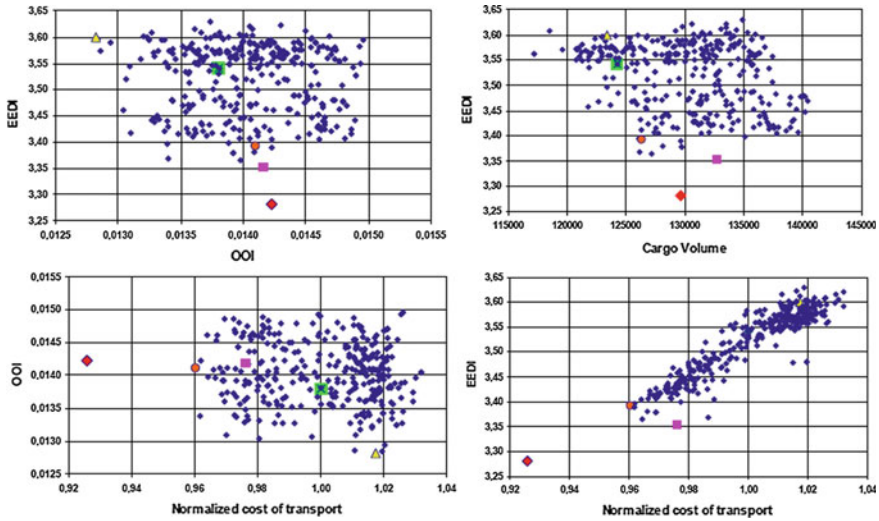 3,65
3,60
3,55
3,50
3,45
3,40
3,35
3,30
3,25
EEDI
0,0125 0,0130 0,0135 0,0140 0,0145 0,0150 0,0155
OOI
3,65
3,60
3,55
3,50
3,45
3,40
3,35
3,30
3,25
EEDI
115000 120000 125000 130000 135000 140000 145000
Cargo Volume
0,0155
0,0150
0,0145
0,0140
0,0135
0,0130
0,0125
OOI
0,92 0,94 0,96 0,98 1,00 1,02 1,04
Normalized cost of transport
3,65
3,60
3,55
3,50
3,45
3,40
3,35
3,30
3,25
EEDI
0,92 0,94 0,96 0,98 1,00 1,02 1,04
Normalized cost of transport